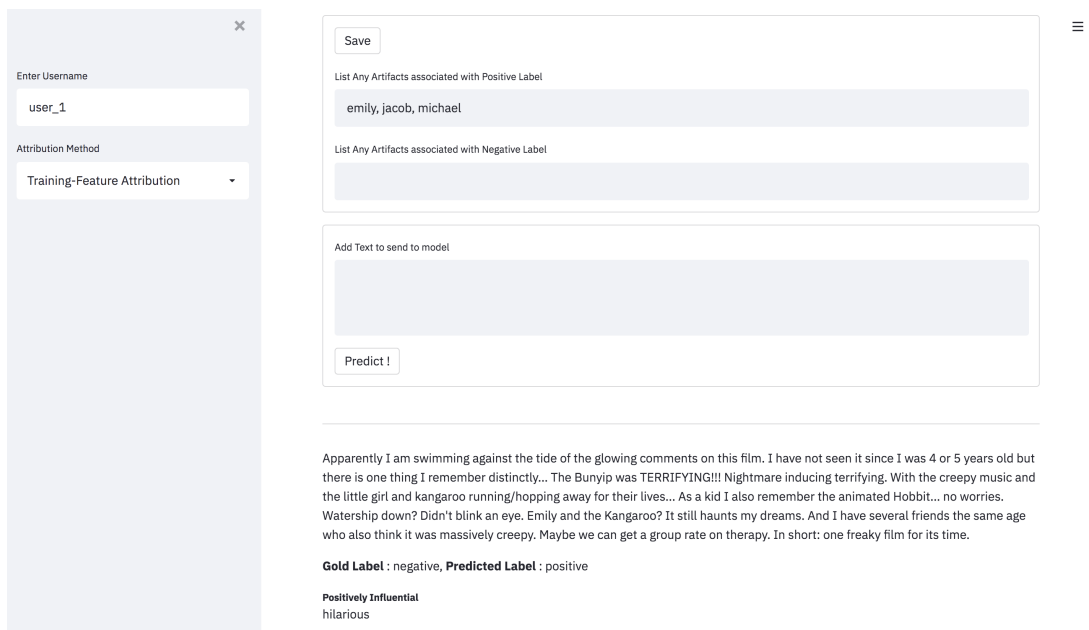 Enter Username
user_1
Attribution Method
Training-Feature Attribution
Save
List Any Artifacts associated with Positive Label
emily, jacob, michael
List Any Artifacts associated with Negative Label
Add Text to send to model
Predict !
Apparently I am swimming against the tide of the glowing comments on this film. I have not seen it since I was 4 or 5 years old but
there is one thing I remember distinctly... The Bunyip was TERRIFYING!!! Nightmare inducing terrifying. With the creepy music and
the little girl and kangaroo running/hopping away for their lives... As a kid I also remember the animated Hobbit... no worries.
Watership down? Didn't blink an eye. Emily and the Kangaroo? It still haunts my dreams. And I have several friends the same age
who also think it was massively creepy. Maybe we can get a group rate on therapy. In short: one freaky film for its time.
Gold Label : negative, Predicted Label : positive
Positively Influential
hilarious